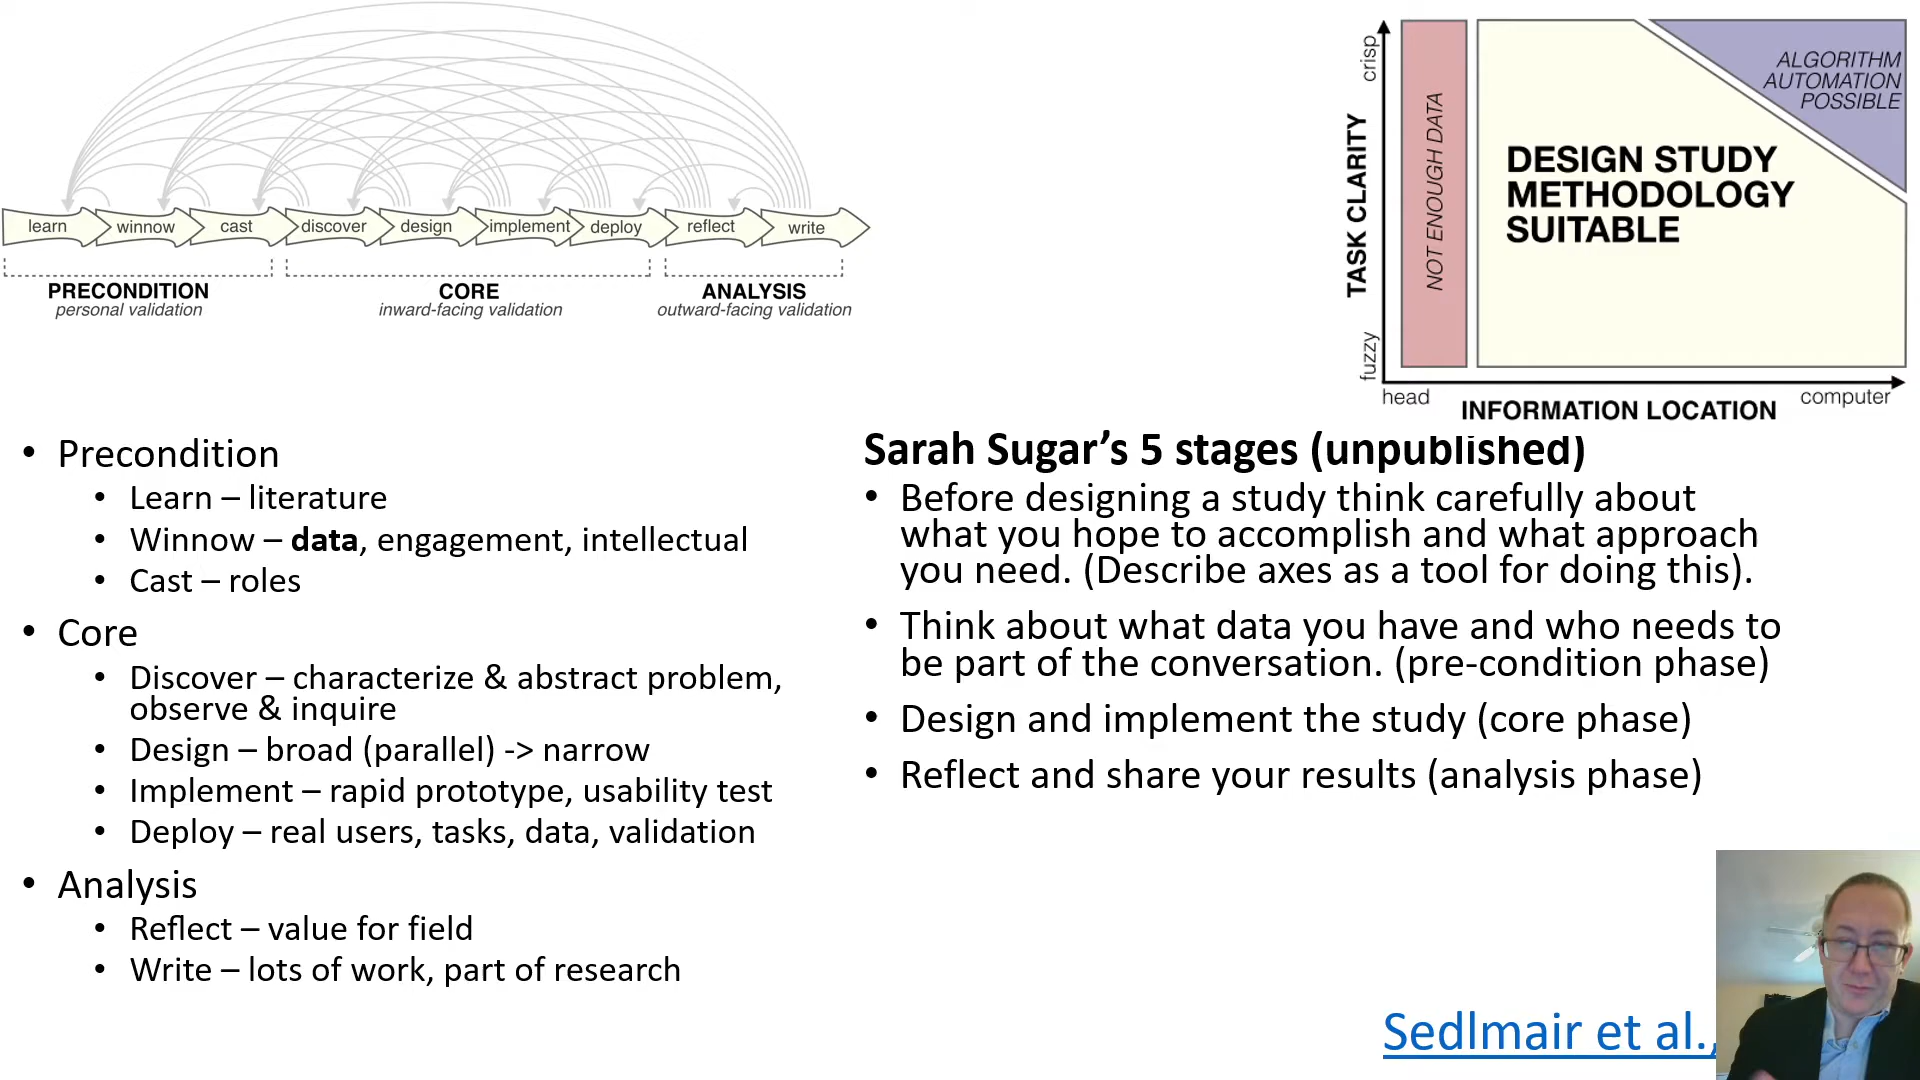 learn
winnow
cast
discover
design
implement
deploy
reflect
write
PRECONDITION
personal validation
CORE
inward-facing validation
ANALYSIS
outward-facing validation
TASK CLARITY
crisp
fuzzy
NOT ENOUGH DATA
DESIGN STUDY
METHODOLOGY
SUITABLE
ALGORITHM
AUTOMATION
POSSIBLE
head
computer
INFORMATION LOCATION
• Precondition
• Learn – literature
• Winnow – data, engagement, intellectual
• Cast – roles
• Core
• Discover – characterize & abstract problem,
observe & inquire
• Design – broad (parallel) -> narrow
• Implement – rapid prototype, usability test
• Deploy – real users, tasks, data, validation
• Analysis
• Reflect – value for field
• Write – lots of work, part of research
Sarah Sugar’s 5 stages (unpublished)
• Before designing a study think carefully about
what you hope to accomplish and what approach
you need. (Describe axes as a tool for doing this).
• Think about what data you have and who needs to
be part of the conversation. (pre-condition phase)
• Design and implement the study (core phase)
• Reflect and share your results (analysis phase)
Sedlmair et al.,